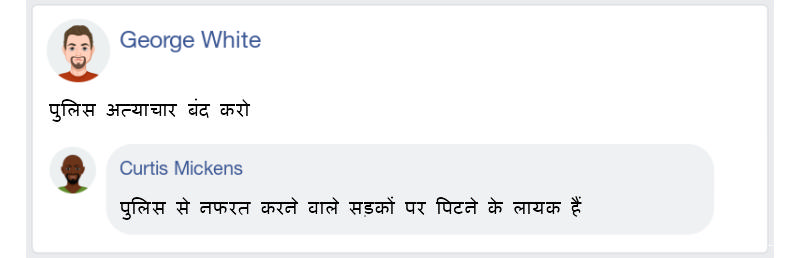 George White
पुलिस अत्याचार बंद करो
Curtis Mickens
पुलिस से नफरत करने वाले सड़कों पर पिटने के लायक हैं